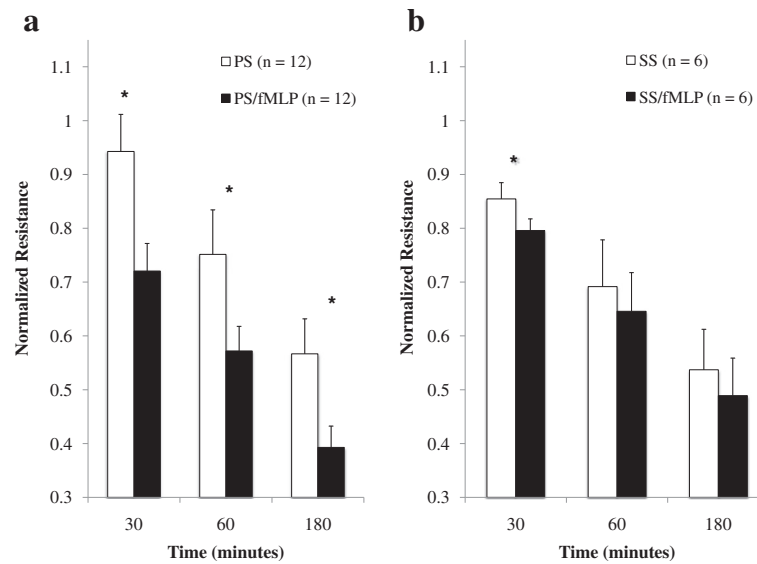 a
PS (n = 12)
PS/fMLP (n = 12)
*
*
*
1.1
1
0.9
0.8
0.7
0.6
0.5
0.4
0.3
Normalized Resistance
30
60
180
Time (minutes)
b
SS (n = 6)
SS/fMLP (n = 6)
*
1.1
1
0.9
0.8
0.7
0.6
0.5
0.4
0.3
Normalized Resistance
30
60
180
Time (minutes)